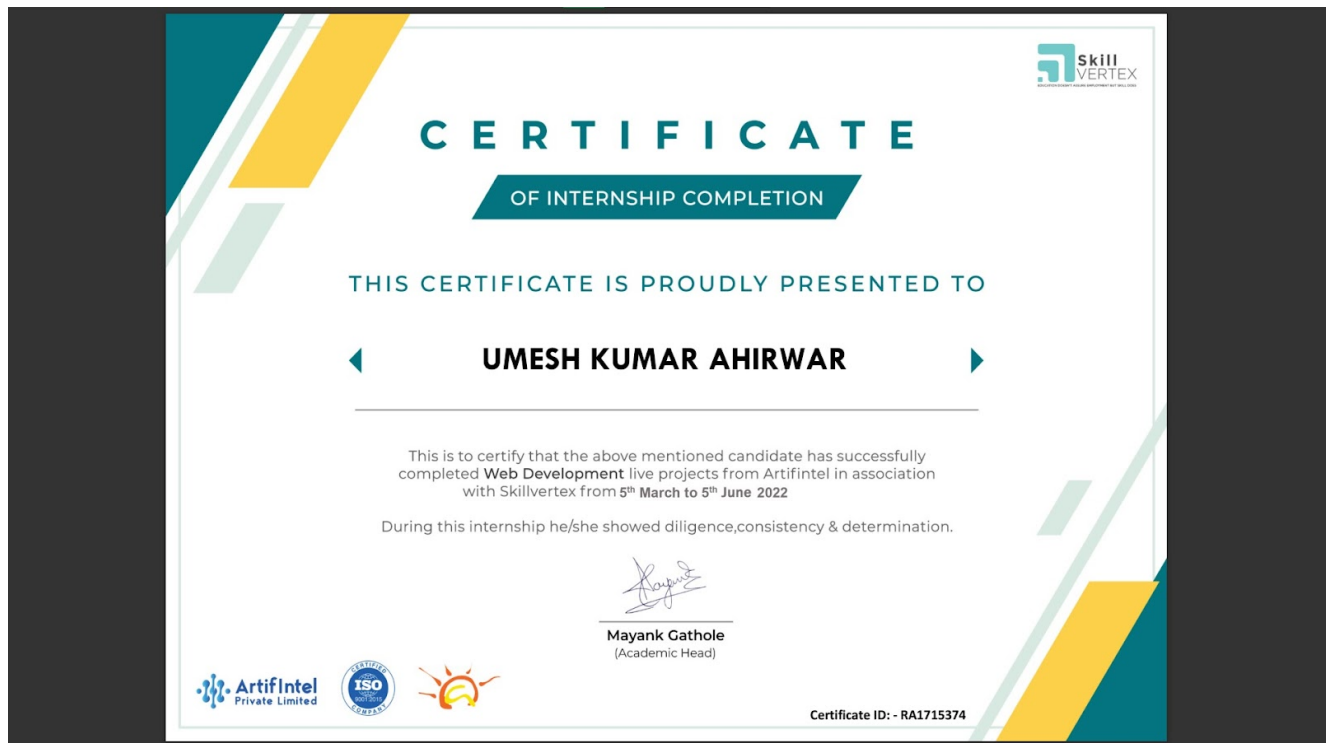 Skill
VERTEX
CERTIFICATE
OF INTERNSHIP COMPLETION
THIS CERTIFICATE IS PROUDLY PRESENTED TO
UMESH KUMAR AHIRWAR
This is to certify that the above mentioned candidate has successfully
completed Web Development live projects from Artifintel in association
with Skillvertex from 5th March to 5th June 2022
During this internship he/she showed diligence,consistency & determination.
Mayank Gathole
(Academic Head)
ArtifIntel
Private Limited
CERTIFIED
ISO
9001:2015
COMPANY
Certificate ID: - RA1715374